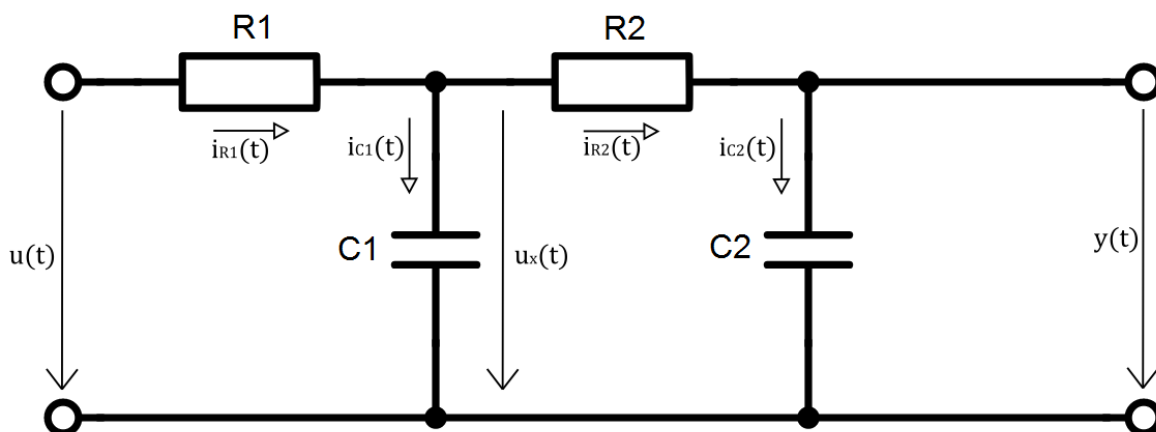 R1
R2
iR1(t)
iC1(t)
iR2(t)
iC2(t)
u(t)
C1
ux(t)
C2
y(t)